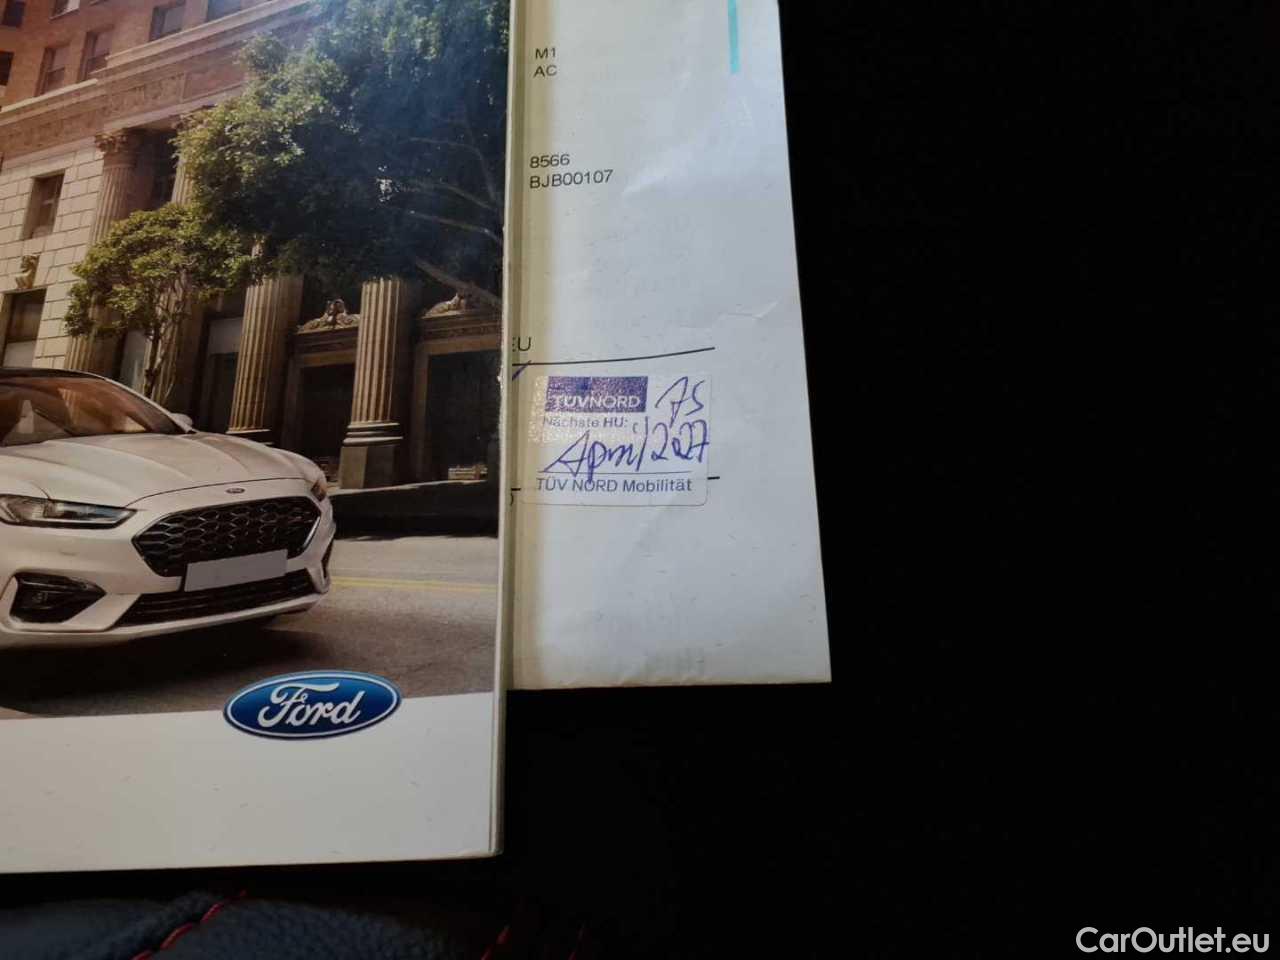 M1
AC
8566
BJB00107
EU
TÜVNORD
Nächste HU:
April 2027
TÜV NORD Mobilität
Ford
CarOutlet.eu